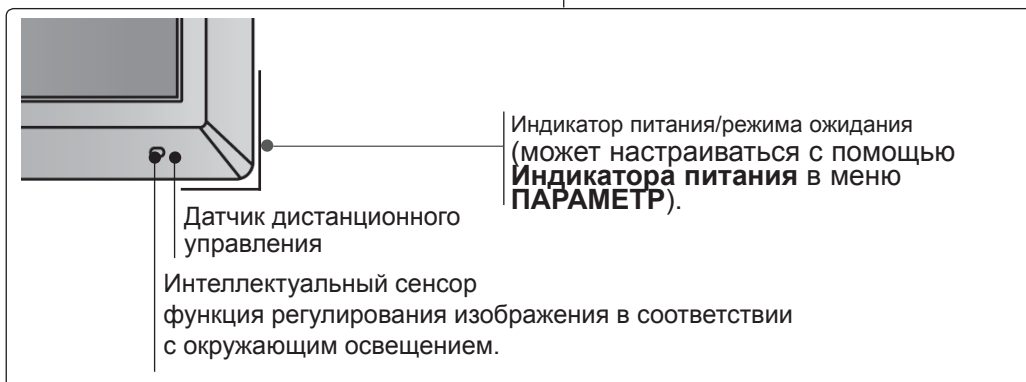 Индикатор питания/режима ожидания
(может настраиваться с помощью
Индикатора питания в меню
ПАРАМЕТР).
Датчик дистанционного
управления
Интеллектуальный сенсор
функция регулирования изображения в соответствии
с окружающим освещением.